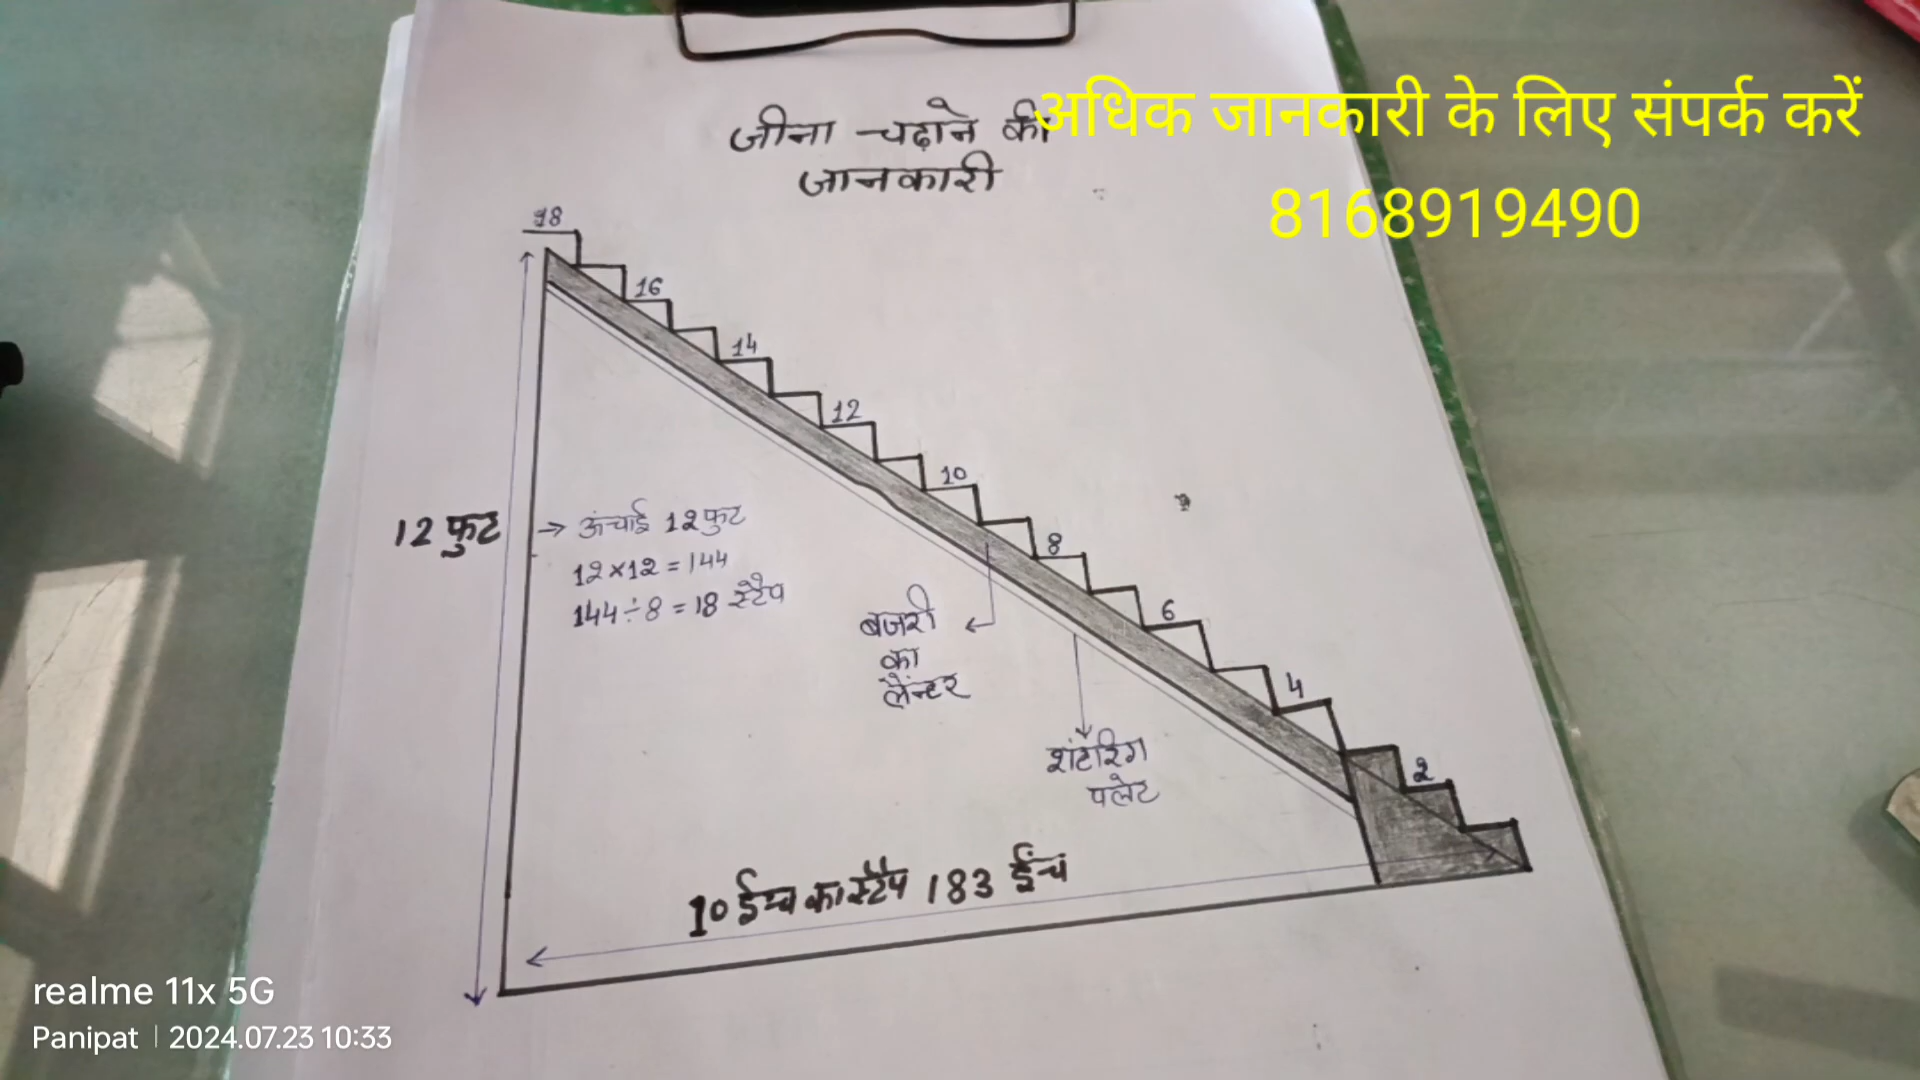 जीना चढ़ाने की
जानकारी
अधिक जानकारी के लिए संपर्क करें
8168919490
18
16
14
12
10
8
6
4
2
12 फुट
→ ऊंचाई 12 फुट
12×12=144
144÷8=18 स्टैप
बजरी
का
लैन्टर
शंटरिंग
पलेट
10 ईन्च का स्टैप 183 ईंच
realme 11x 5G
Panipat | 2024.07.23 10:33